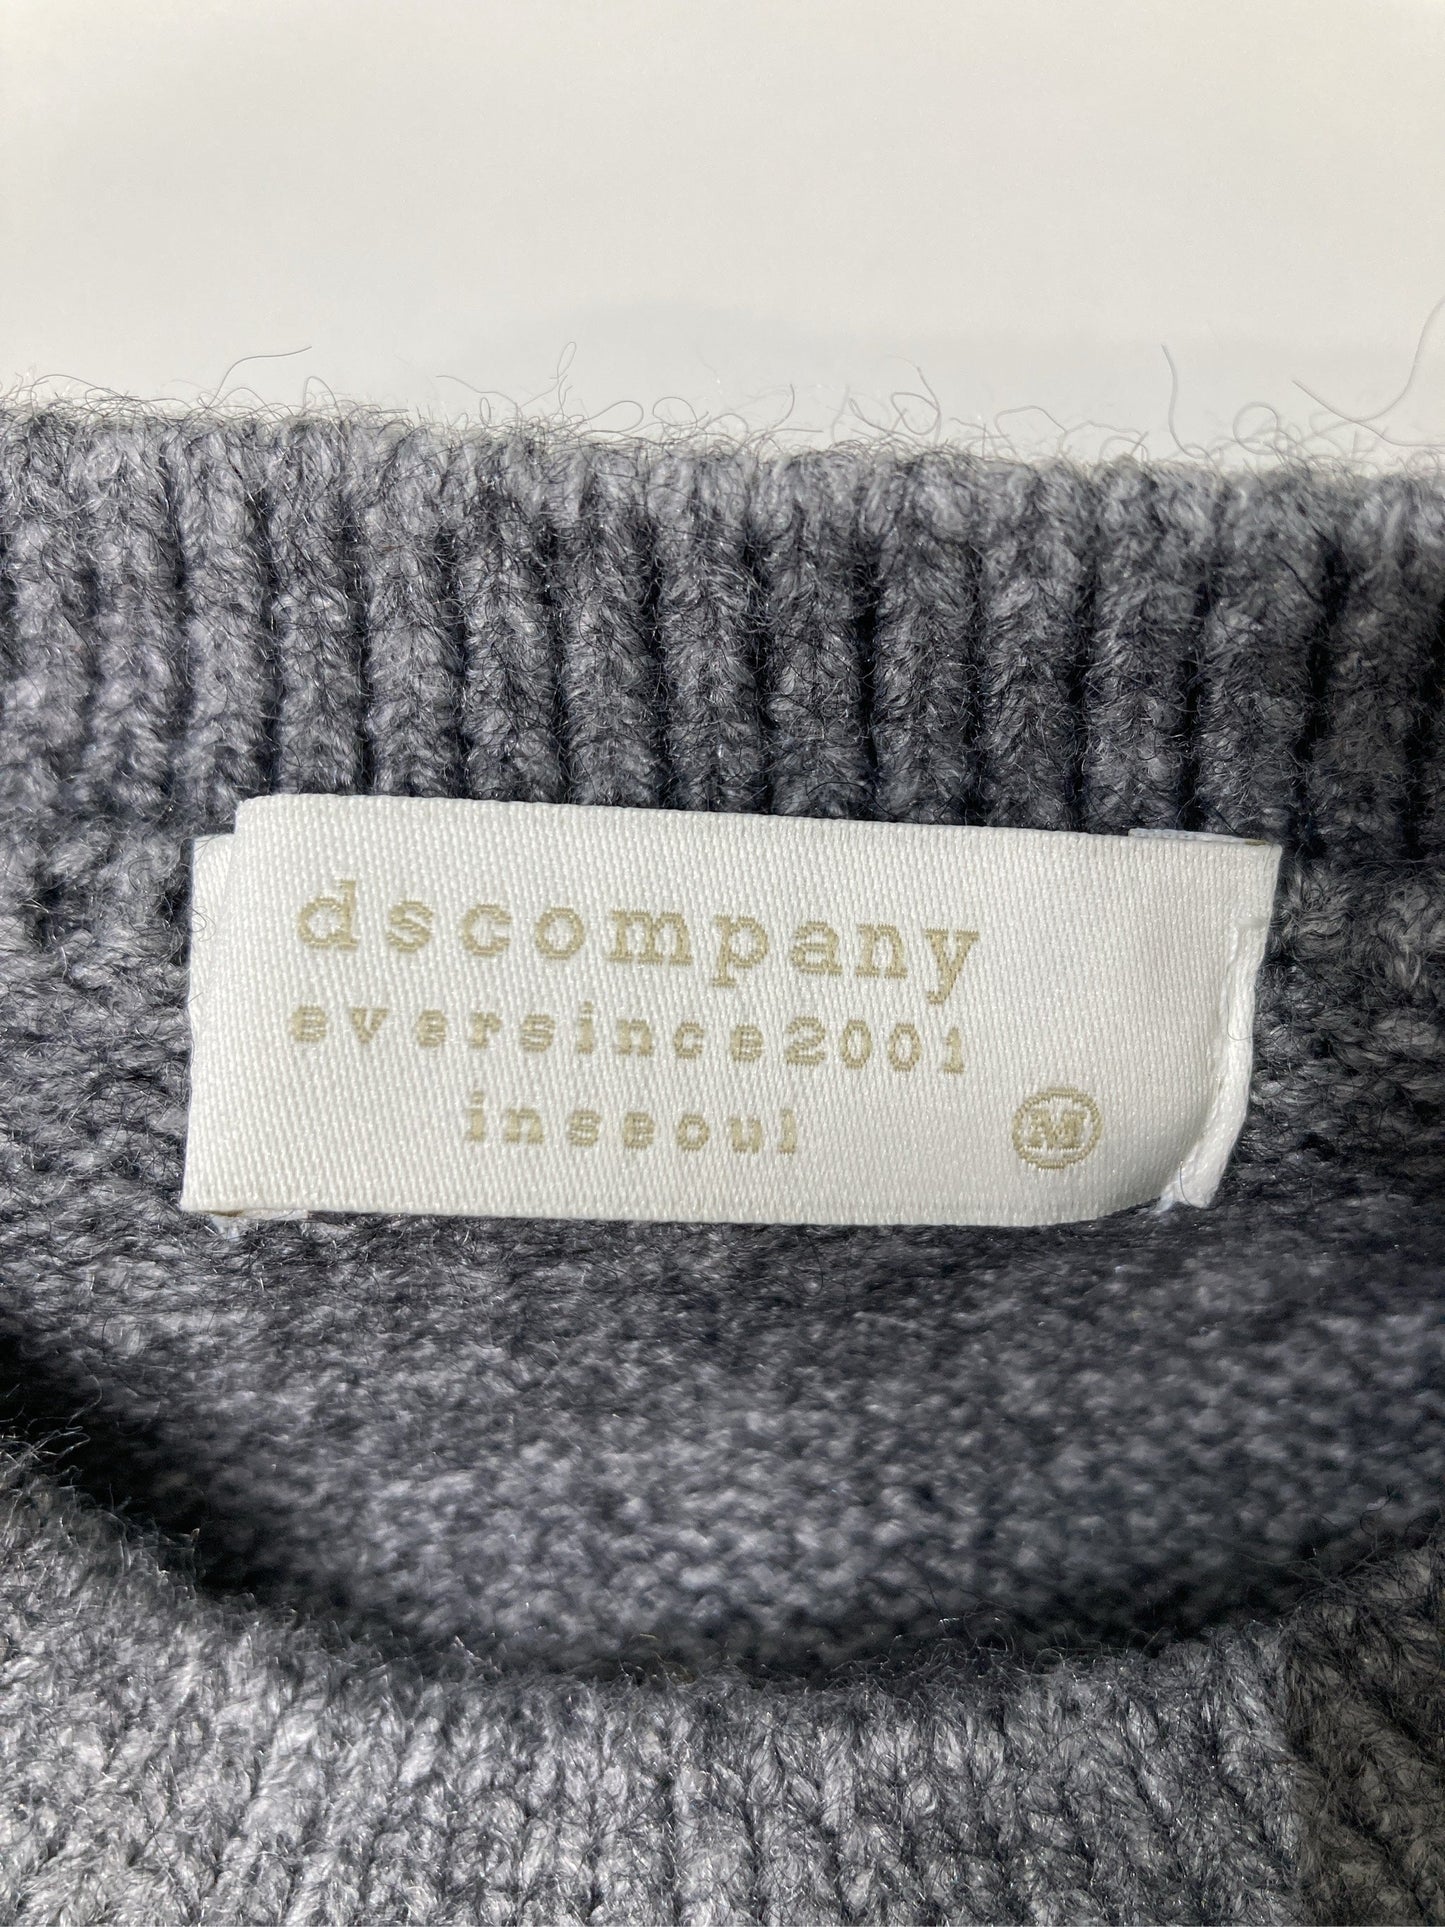 dscompany
eversince2001
inseoul
M